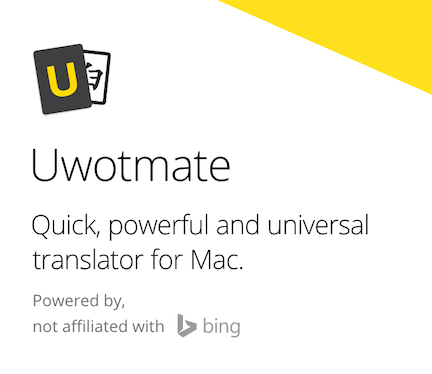 U
Uwotmate
Quick, powerful and universal
translator for Mac.
Powered by,
not affiliated with bing